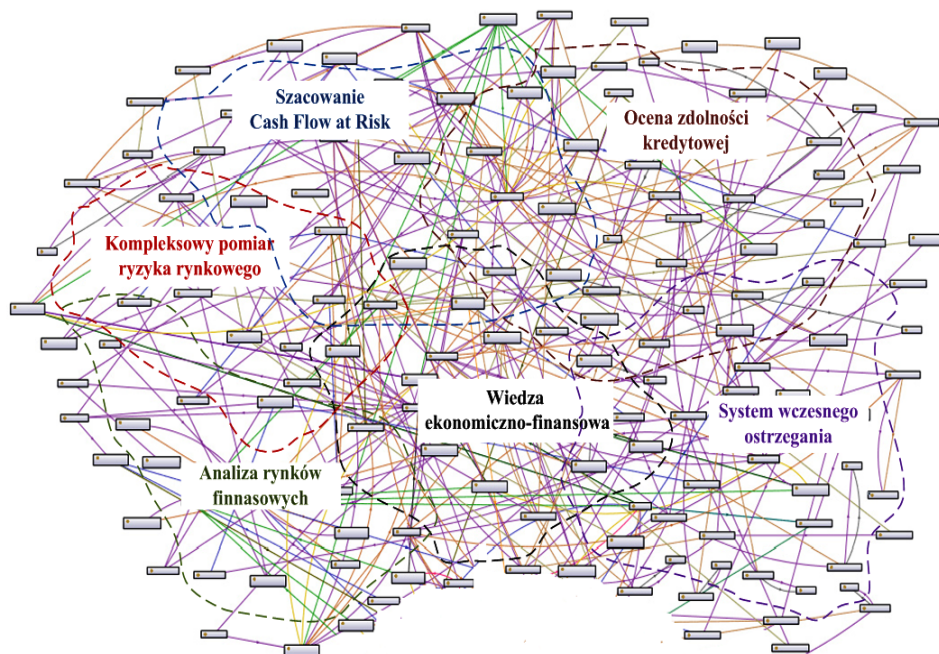 Szacowanie
Cash Flow at Risk
Ocena zdolności
kredytowej
Kompleksowy pomiar
ryzyka rynkowego
Wiedza
ekonomiczno-finansowa
System wczesnego
ostrzegania
Analiza rynków
finnasowych